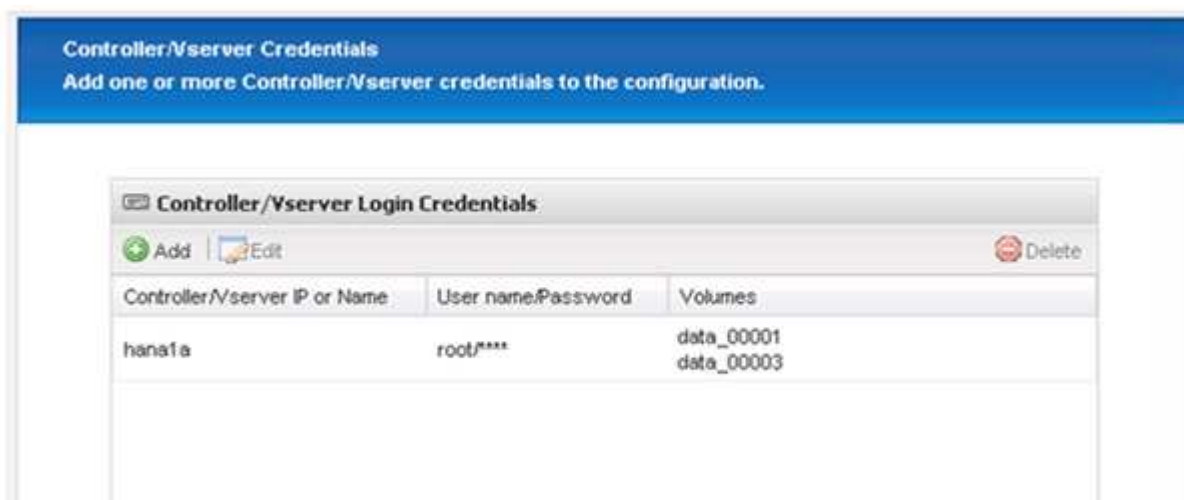 Controller/Vserver Credentials
Add one or more Controller/Vserver credentials to the configuration.
Controller/Vserver Login Credentials
Add Edit Delete
Controller/Vserver IP or Name User name/Password Volumes
hana1a root/**** data_00001
data_00003